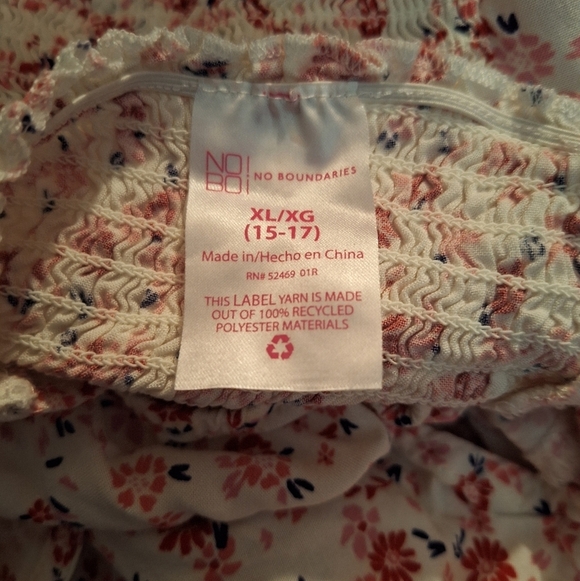 NO
BO
NO BOUNDARIES
XL/XG
(15-17)
Made in/Hecho en China
RN# 52469 01R
THIS LABEL YARN IS MADE
OUT OF 100% RECYCLED
POLYESTER MATERIALS